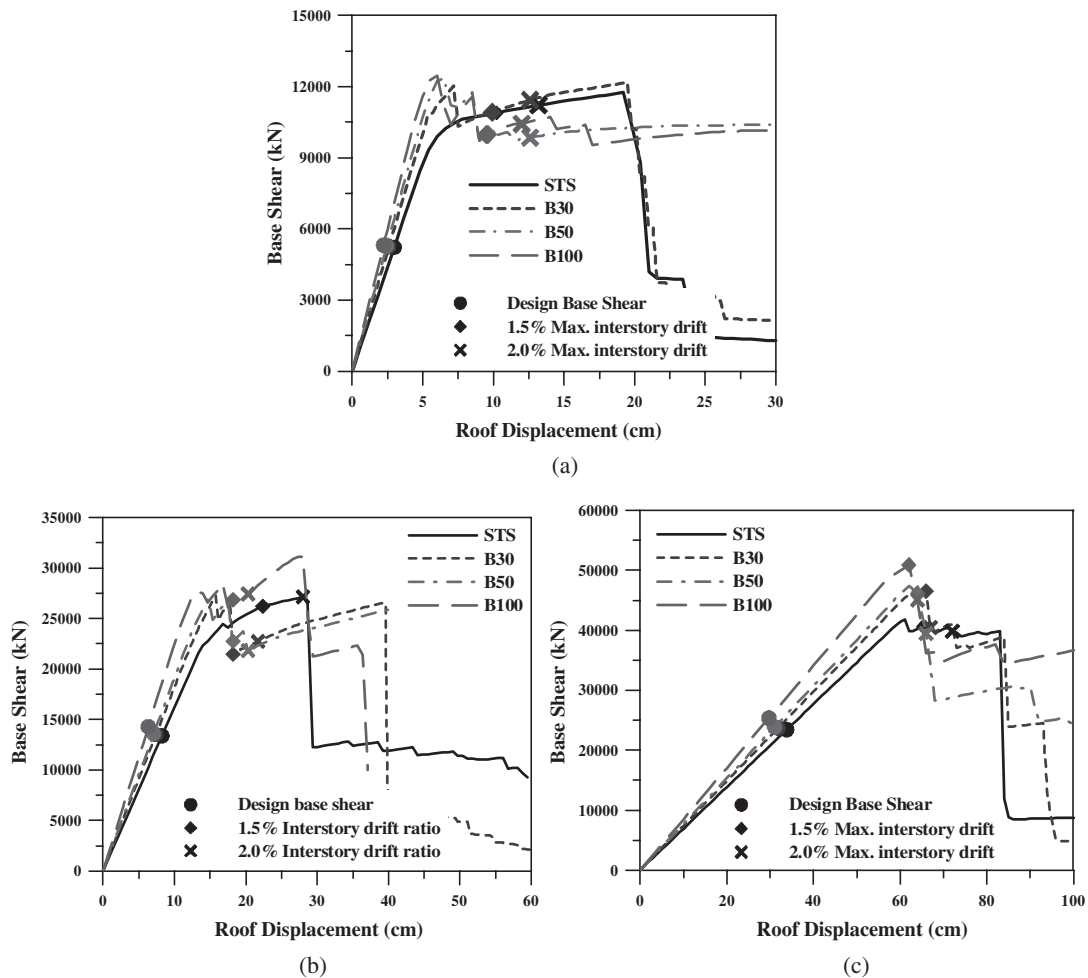 15000
12000
9000
6000
3000
0
Base Shear (kN)
STS
B30
B50
B100
Design Base Shear
1.5% Max. interstory drift
2.0% Max. interstory drift
0 5 10 15 20 25 30
Roof Displacement (cm)
(a)
35000
30000
25000
20000
15000
10000
5000
0
Base Shear (kN)
STS
B30
B50
B100
Design base shear
1.5% Interstory drift ratio
2.0% Interstory drift ratio
0 10 20 30 40 50 60
Roof Displacement (cm)
(b)
60000
50000
40000
30000
20000
10000
0
Base Shear (kN)
STS
B30
B50
B100
Design Base Shear
1.5% Max. interstory drift
2.0% Max. interstory drift
0 20 40 60 80 100
Roof Displacement (cm)
(c)